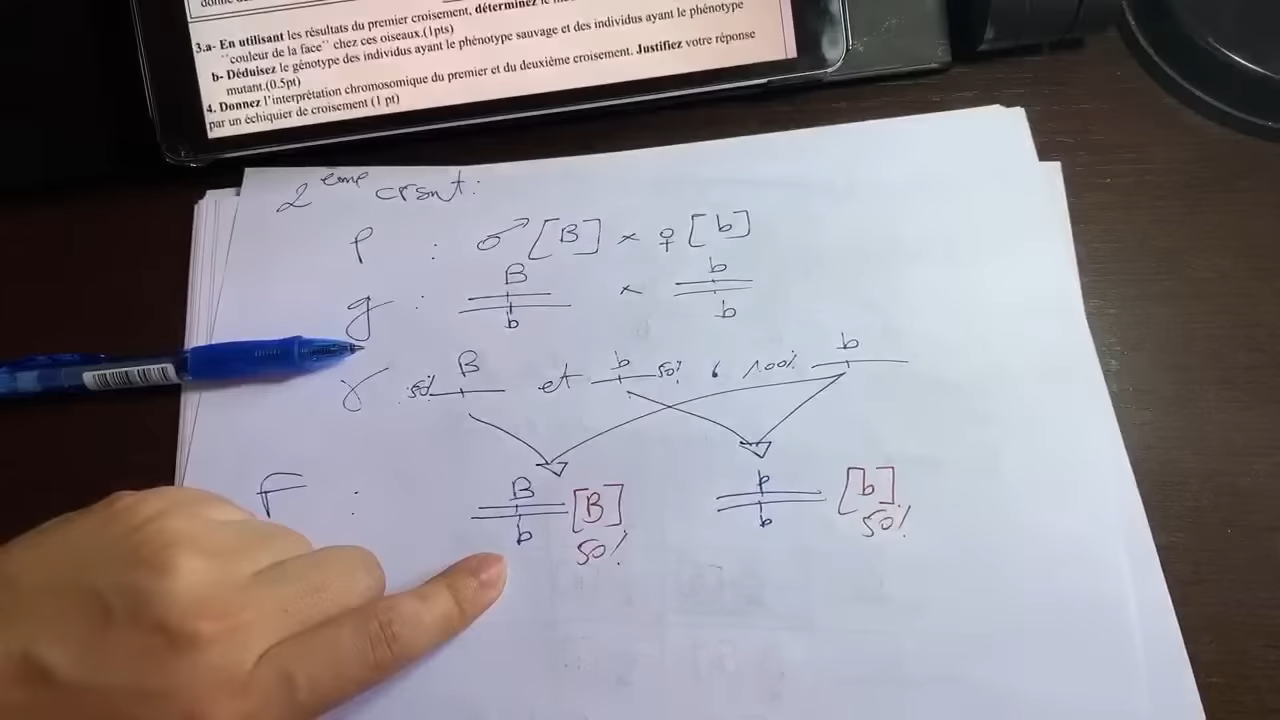 3.a- En utilisant les résultats du premier croisement, déterminez le
"couleur de la face" chez ces oiseaux.(1pts)
b- Déduisez le génotype des individus ayant le phénotype sauvage et des individus ayant le phénotype
mutant.(0.5pt)
4. Donnez l'interprétation chromosomique du premier et du deuxième croisement. Justifiez votre réponse
par un échiquier de croisement (1 pt)
2ème crsmt:
P : ♂ [B] × ♀ [b]
B b
g : ×
b b
B b b
γ 50% et 50% 100%
F : B [B] b [b]
b 50% b 50%